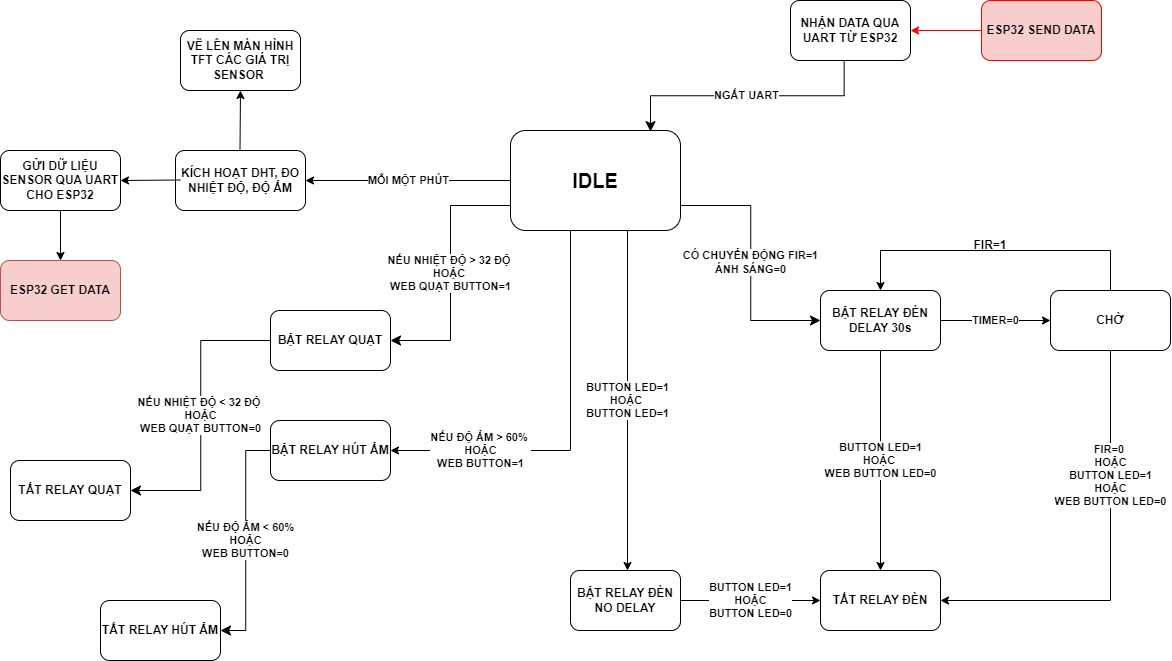 NHẬN DATA QUA
UART TỪ ESP32
ESP32 SEND DATA
VẼ LÊN MÀN HÌNH
TFT CÁC GIÁ TRỊ
SENSOR
NGẮT UART
IDLE
GỬI DỮ LIỆU
SENSOR QUA UART
CHO ESP32
KÍCH HOẠT DHT, ĐO
NHIỆT ĐỘ, ĐỘ ẨM
MỖI MỘT PHÚT
ESP32 GET DATA
NẾU NHIỆT ĐỘ > 32 ĐỘ
HOẶC
WEB QUẠT BUTTON=1
CÓ CHUYỂN ĐỘNG FIR=1
ÁNH SÁNG=0
FIR=1
BẬT RELAY ĐÈN
DELAY 30s
TIMER=0
CHỜ
BẬT RELAY QUẠT
NẾU NHIỆT ĐỘ < 32 ĐỘ
HOẶC
WEB QUẠT BUTTON=0
BUTTON LED=1
HOẶC
BUTTON LED=1
BẬT RELAY HÚT ẨM
NẾU ĐỘ ẨM > 60%
HOẶC
WEB BUTTON=1
BUTTON LED=1
HOẶC
WEB BUTTON LED=0
FIR=0
HOẶC
BUTTON LED=1
HOẶC
WEB BUTTON LED=0
TẮT RELAY QUẠT
NẾU ĐỘ ẨM < 60%
HOẶC
WEB BUTTON=0
BẬT RELAY ĐÈN
NO DELAY
BUTTON LED=1
HOẶC
BUTTON LED=0
TẮT RELAY ĐÈN
TẮT RELAY HÚT ẨM